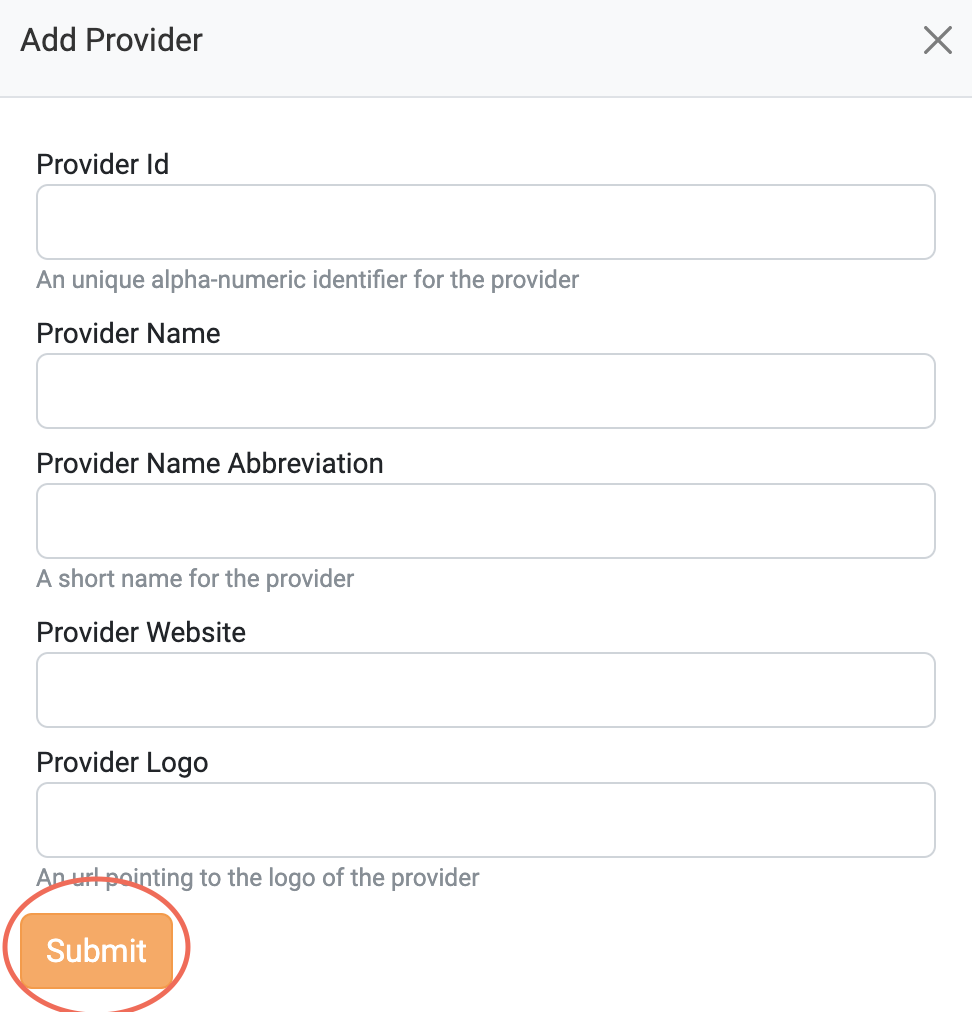 Add Provider
Provider Id
An unique alpha-numeric identifier for the provider
Provider Name
Provider Name Abbreviation
A short name for the provider
Provider Website
Provider Logo
An url pointing to the logo of the provider
Submit